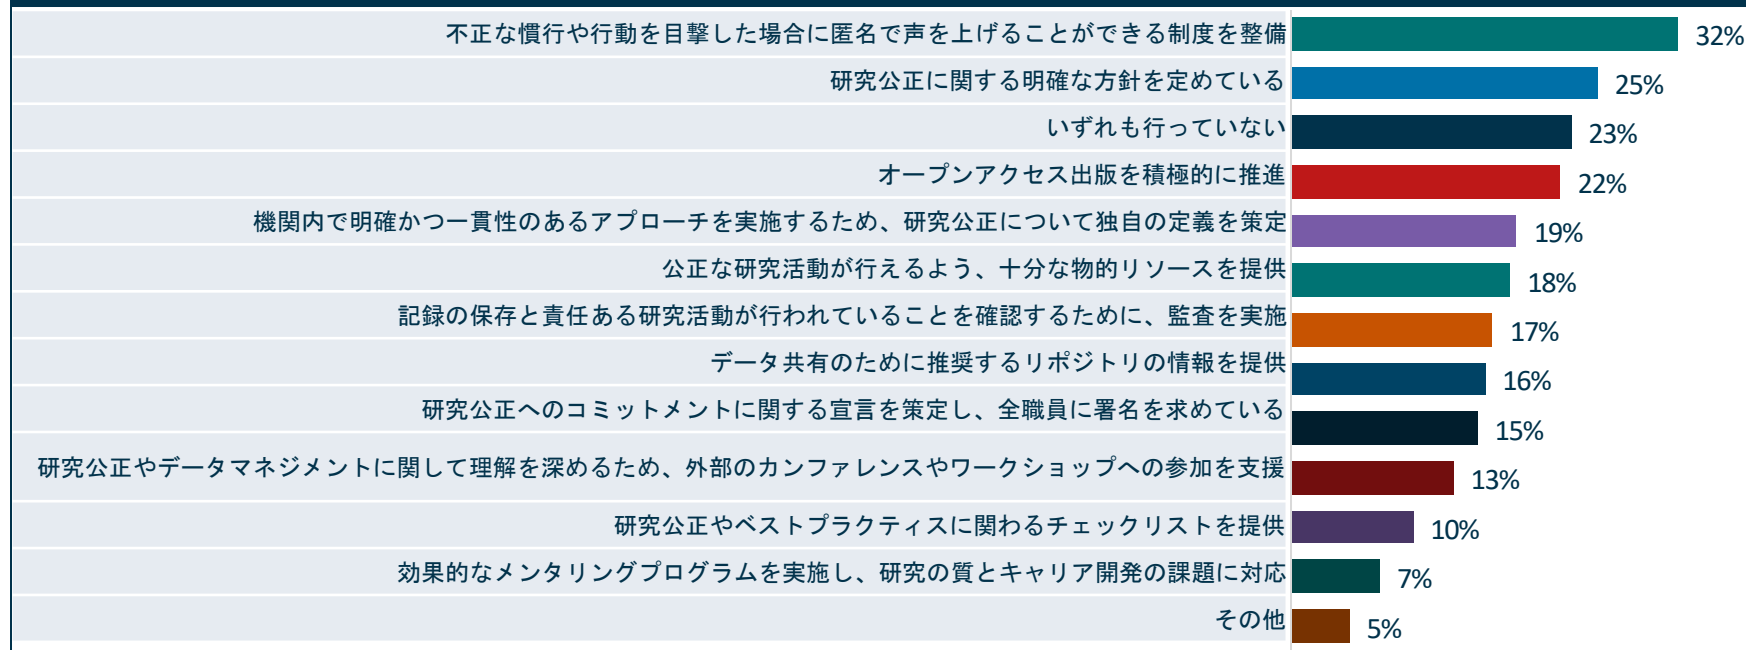 不正な慣行や行動を目撃した場合に匿名で声を上げることができる制度を整備 32%
研究公正に関する明確な方針を定めている 25%
いずれも行っていない 23%
オープンアクセス出版を積極的に推進 22%
機関内で明確かつ一貫性のあるアプローチを実施するため、研究公正について独自の定義を策定 19%
公正な研究活動が行えるよう、十分な物的リソースを提供 18%
記録の保存と責任ある研究活動が行われていることを確認するために、監査を実施 17%
データ共有のために推奨するリポジトリの情報を提供 16%
研究公正へのコミットメントに関する宣言を策定し、全職員に署名を求めている 15%
研究公正やデータマネジメントに関して理解を深めるため、外部のカンファレンスやワークショップへの参加を支援 13%
研究公正やベストプラクティスに関わるチェックリストを提供 10%
効果的なメンタリングプログラムを実施し、研究の質とキャリア開発の課題に対応 7%
その他 5%